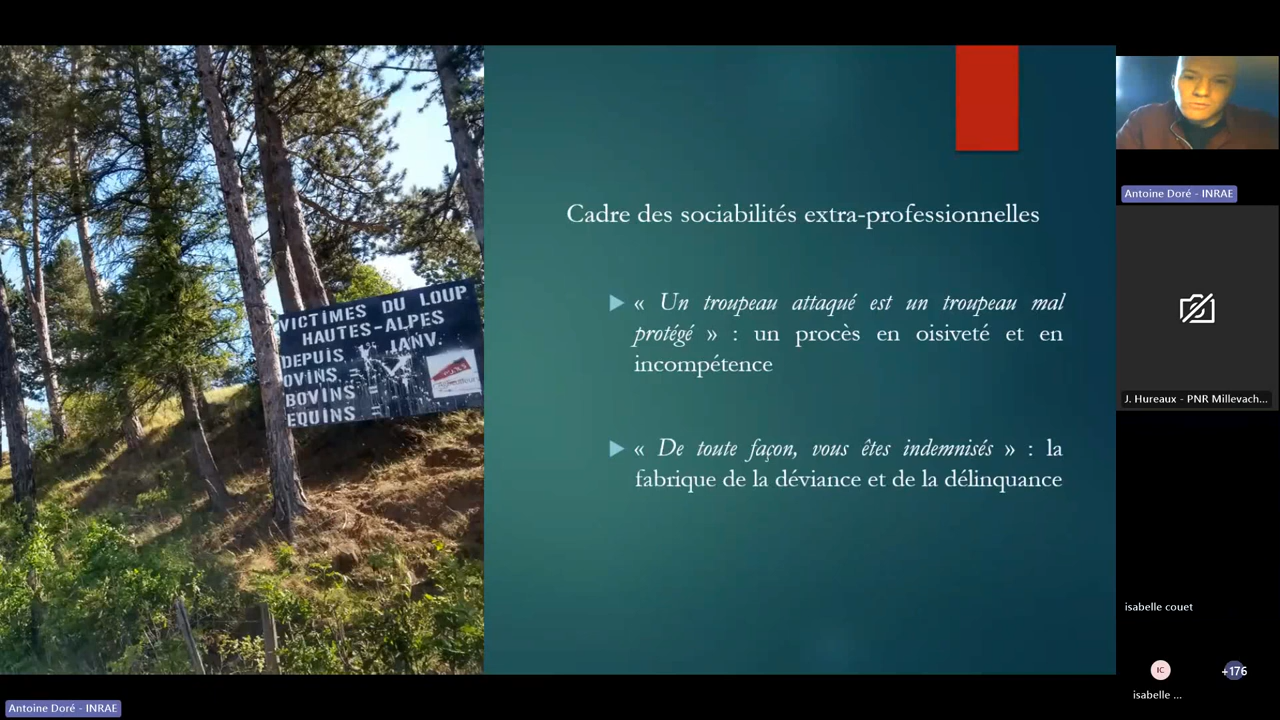 VICTIMES DU LOUP
HAUTES-ALPES
DEPUIS 1er JANV.
OVINS =
BOVINS =
EQUINS =
Cadre des sociabilités extra-professionnelles
« Un troupeau attaqué est un troupeau mal
protégé » : un procès en oisiveté et en
incompétence
« De toute façon, vous êtes indemnisés » : la
fabrique de la déviance et de la délinquance
Antoine Doré - INRAE
J. Hureaux - PNR Millevach...
isabelle couet
IC
+176
isabelle ...
Antoine Doré - INRAE